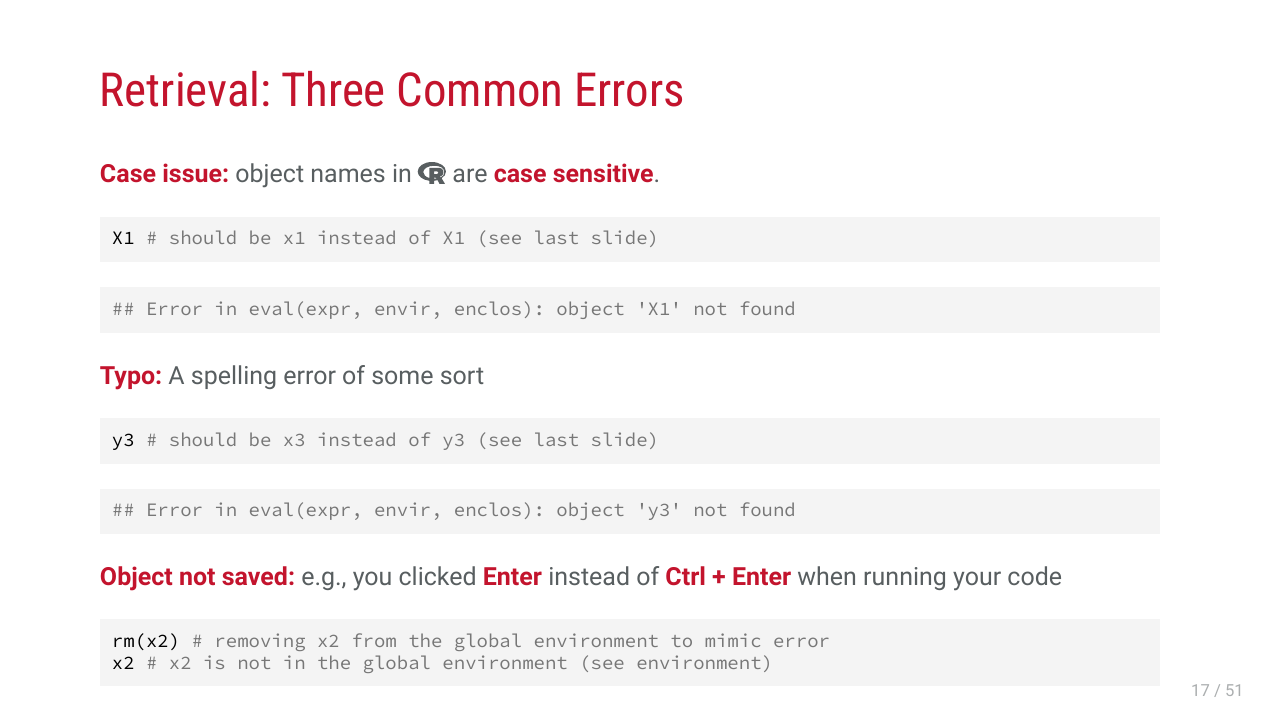 Retrieval: Three Common Errors
Case issue: object names in R are case sensitive.
X1 # should be x1 instead of X1 (see last slide)
## Error in eval(expr, envir, enclos): object 'X1' not found
Typo: A spelling error of some sort
y3 # should be x3 instead of y3 (see last slide)
## Error in eval(expr, envir, enclos): object 'y3' not found
Object not saved: e.g., you clicked Enter instead of Ctrl + Enter when running your code
rm(x2) # removing x2 from the global environment to mimic error
x2 # x2 is not in the global environment (see environment)
17 / 51